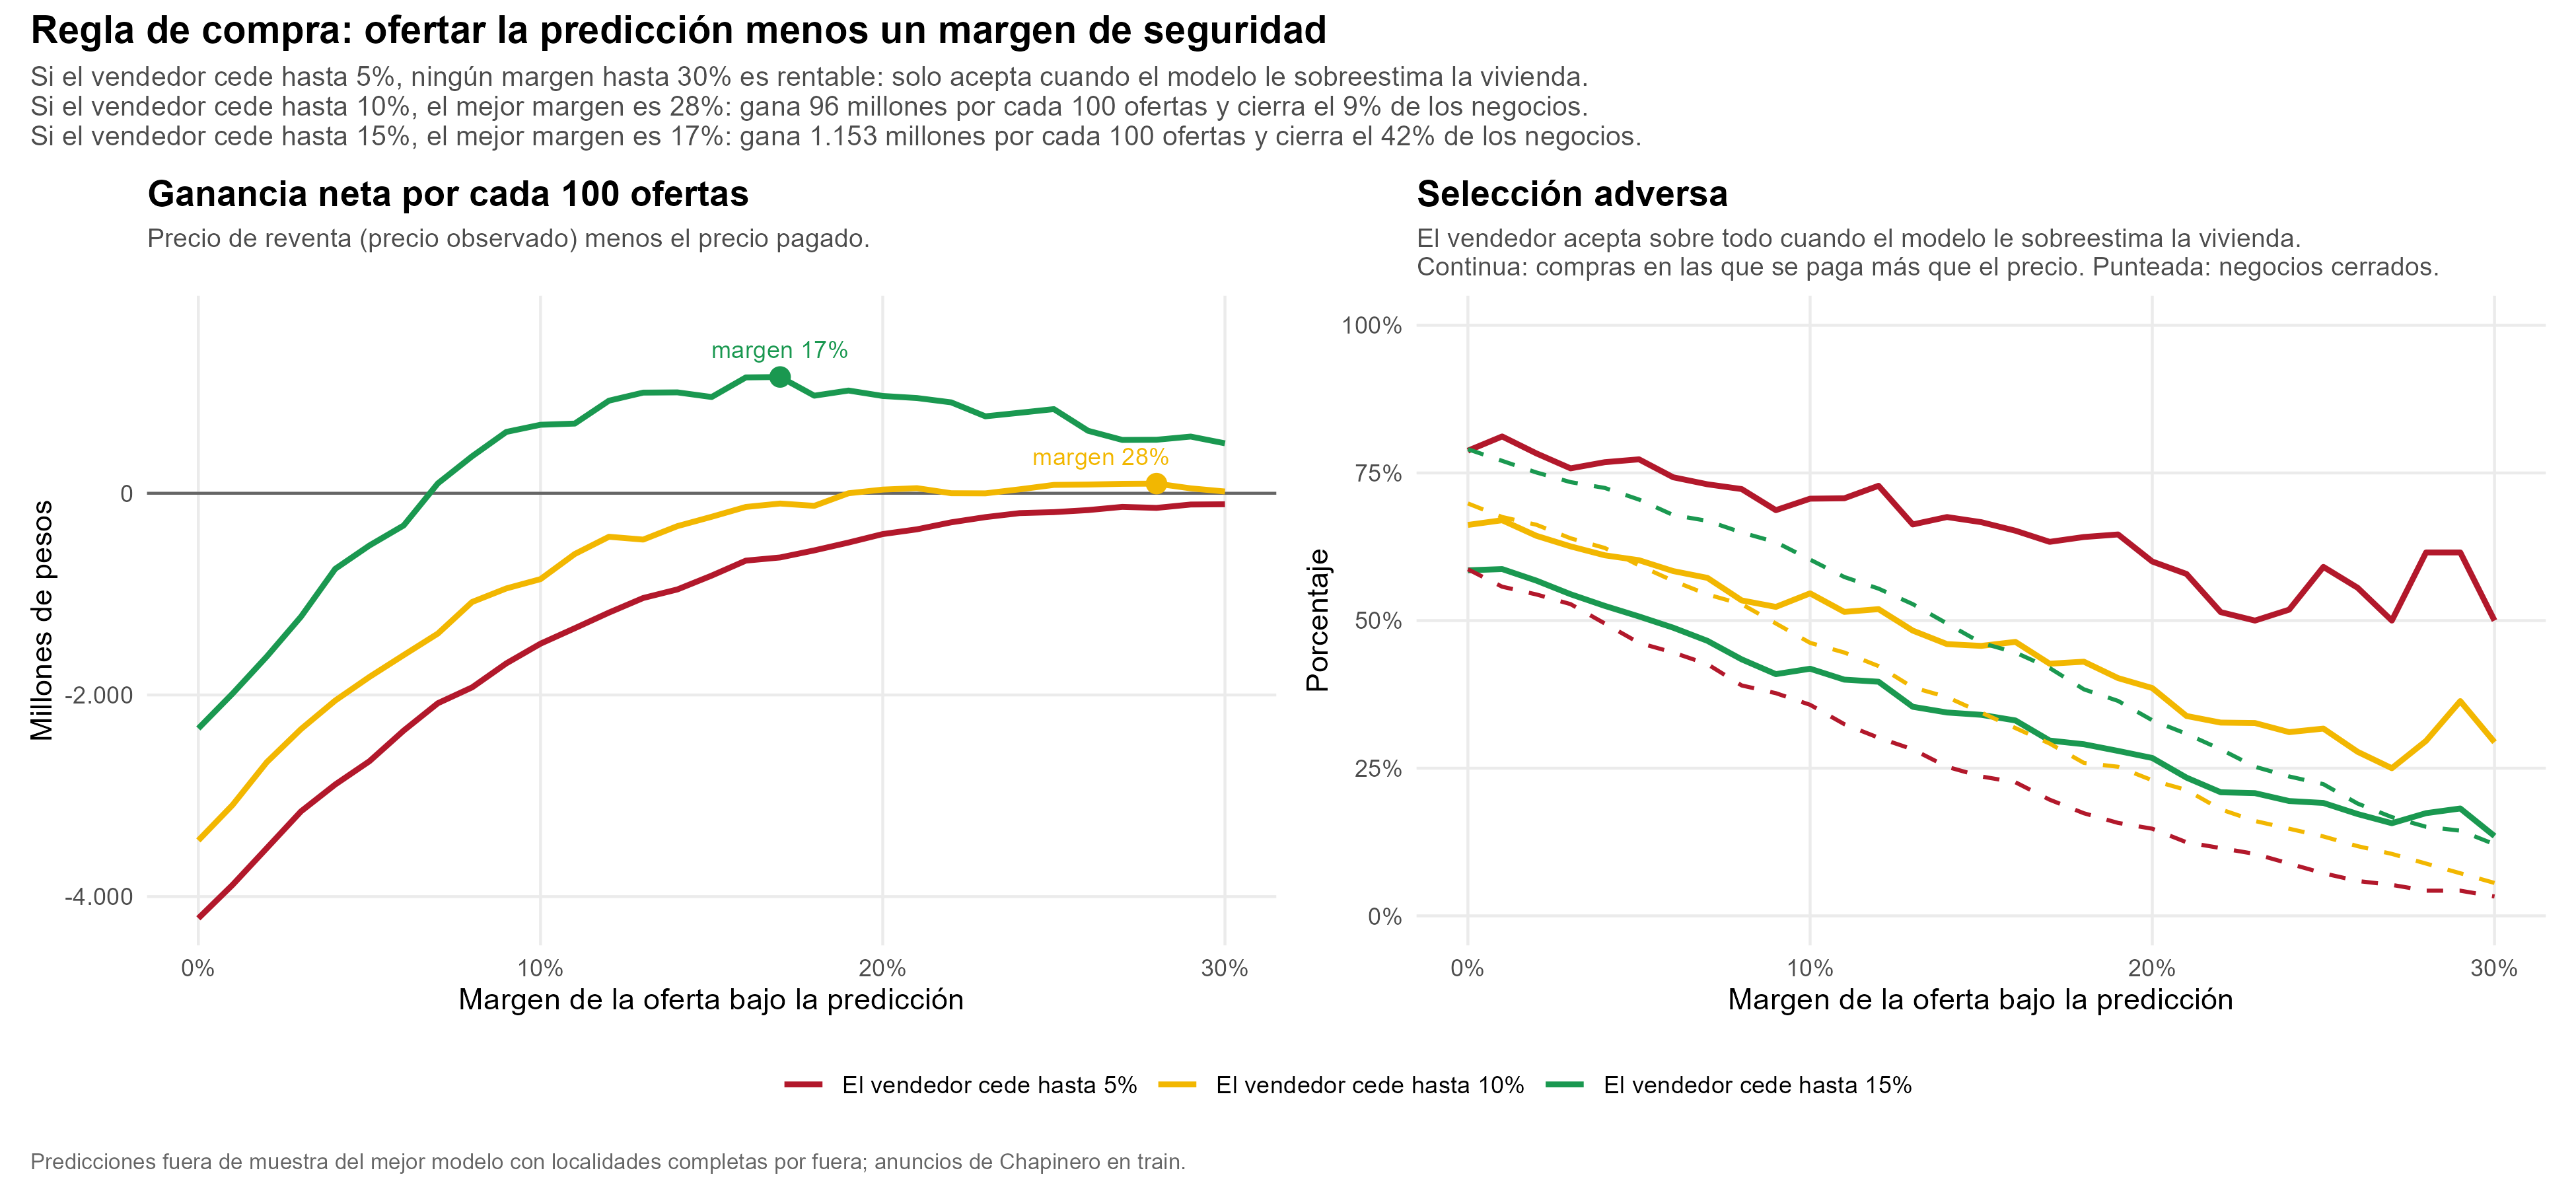 Regla de compra: ofertar la predicción menos un margen de seguridad
Si el vendedor cede hasta 5%, ningún margen hasta 30% es rentable: solo acepta cuando el modelo le sobreestima la vivienda.
Si el vendedor cede hasta 10%, el mejor margen es 28%: gana 96 millones por cada 100 ofertas y cierra el 9% de los negocios.
Si el vendedor cede hasta 15%, el mejor margen es 17%: gana 1.153 millones por cada 100 ofertas y cierra el 42% de los negocios.
Ganancia neta por cada 100 ofertas
Precio de reventa (precio observado) menos el precio pagado.
margen 17%
margen 28%
0
-2.000
-4.000
Millones de pesos
0%
10%
20%
30%
Margen de la oferta bajo la predicción
Selección adversa
El vendedor acepta sobre todo cuando el modelo le sobreestima la vivienda.
Continua: compras en las que se paga más que el precio. Punteada: negocios cerrados.
100%
75%
50%
25%
0%
Porcentaje
0%
10%
20%
30%
Margen de la oferta bajo la predicción
El vendedor cede hasta 5%
El vendedor cede hasta 10%
El vendedor cede hasta 15%
Predicciones fuera de muestra del mejor modelo con localidades completas por fuera; anuncios de Chapinero en train.